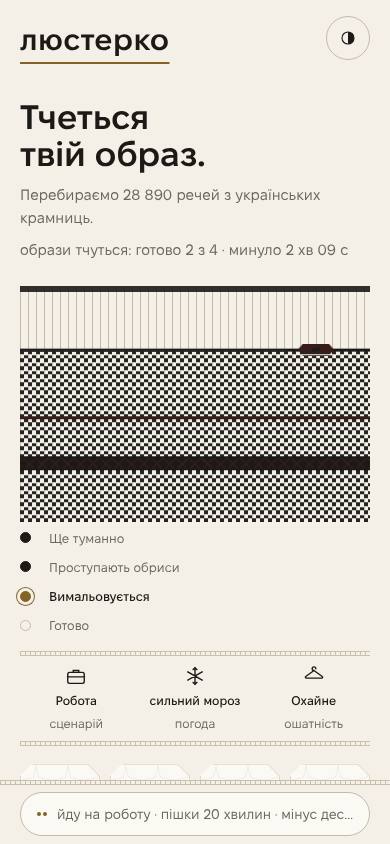 люстерко
Тчеться
твій образ.
Перебираємо 28 890 речей з українських
крамниць.
образи тчуться: готово 2 з 4 · минуло 2 хв 09 с
Ще туманно
Проступають обриси
Вимальовується
Готово
Робота
сценарій
сильний мороз
погода
Охайне
ошатність
йду на роботу · пішки 20 хвилин · мінус дес...